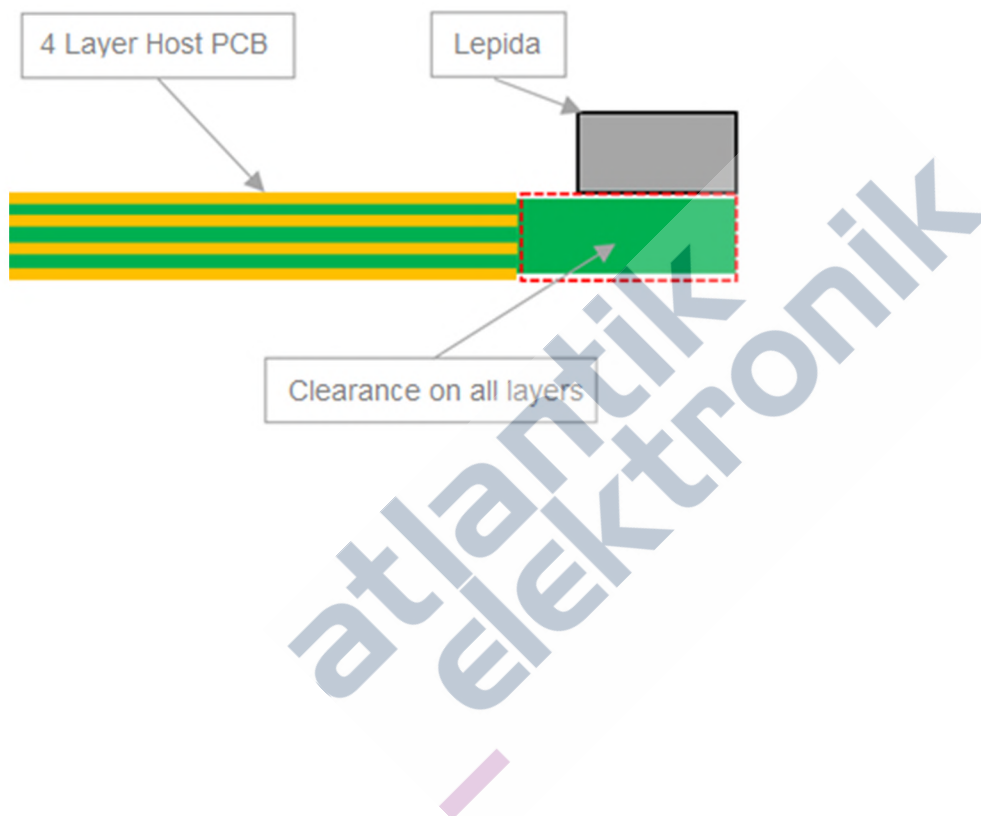 4 Layer Host PCB
Lepida
Clearance on all layers
atlantik
elektronik